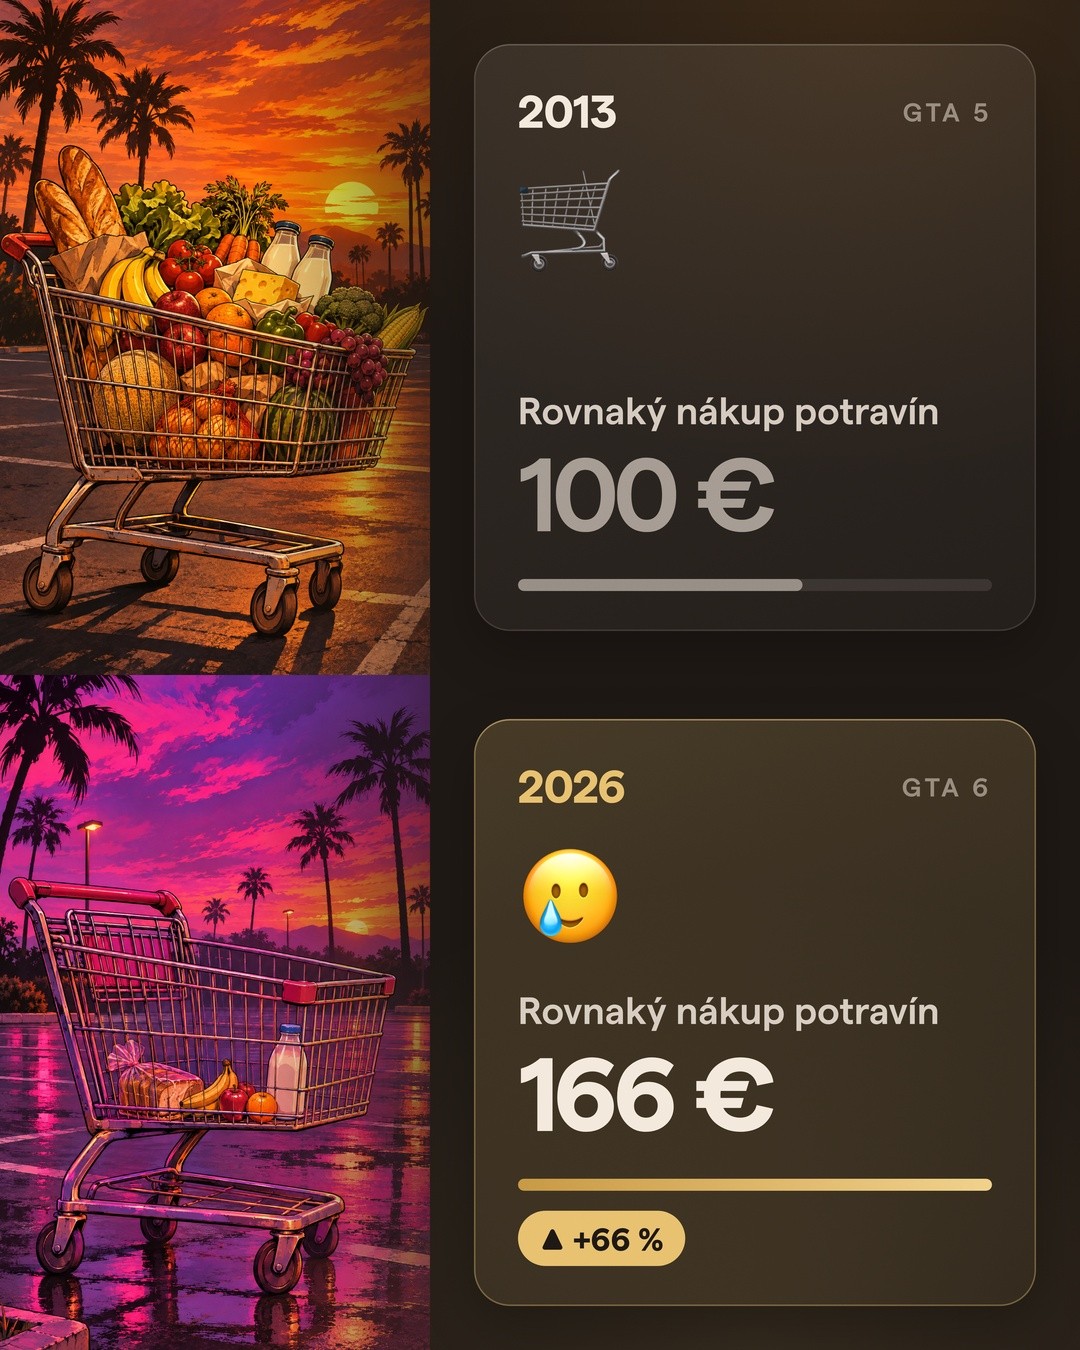 2013
GTA 5
Rovnaký nákup potravín
100 €
2026
GTA 6
Rovnaký nákup potravín
166 €
▲ +66 %